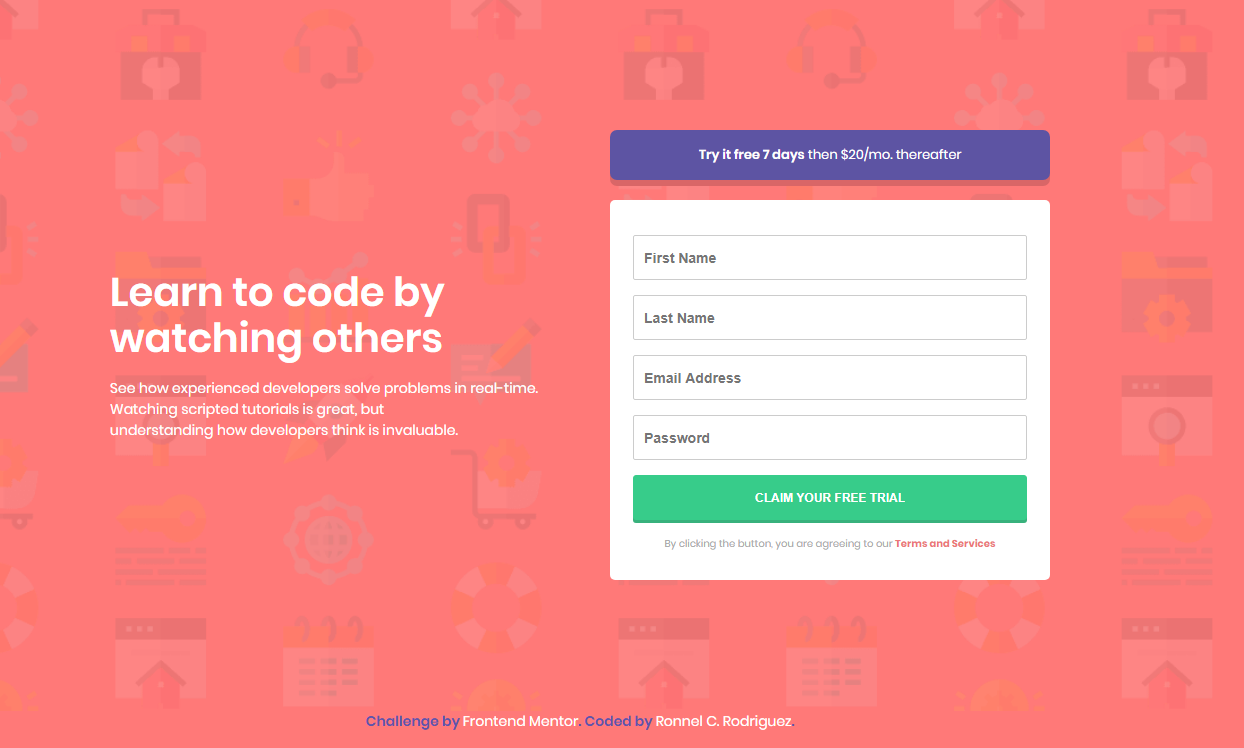 Learn to code by
watching others
See how experienced developers solve problems in real-time.
Watching scripted tutorials is great, but
understanding how developers think is invaluable.
Try it free 7 days then $20/mo. thereafter
First Name
Last Name
Email Address
Password
CLAIM YOUR FREE TRIAL
By clicking the button, you are agreeing to our Terms and Services
Challenge by Frontend Mentor. Coded by Ronnel C. Rodriguez.